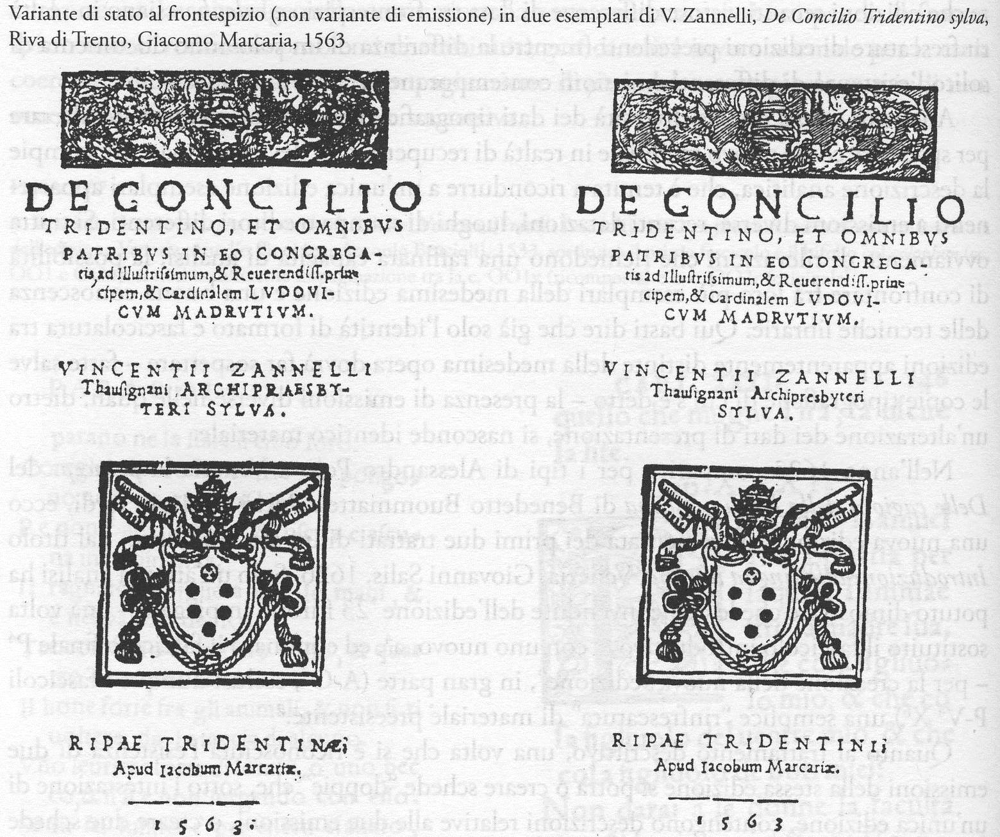 Variante di stato al frontespizio (non variante di emissione) in due esemplari di V. Zannelli, De Concilio Tridentino sylva,
Riva di Trento, Giacomo Marcaria, 1563
DE CONCILIO
TRIDENTINO, ET OMNIBVS
PATRIBVS IN EO CONGREGA-
tis, ad Illuſtriſsimum, & Reuerendiſſ. prin
cipem, & Cardinalem LVDOVI-
CVM MADRVTIVM.
VINCENTII ZANNELLI
Thauſignani ARCHIPRAESBY-
TERI SYLVA.
RIPAE TRIDENTINÆ;
Apud Iacobum Marcariæ.
1563.
DE CONCILIO
TRIDENTINO, ET OMNIBVS
PATRIBVS IN EO CONGREGA-
tis ad Illuſtriſsimum, & Reuerendiſſ. prin
cipem, & Cardinalem LVDOVI-
CVM MADRVTIVM.
VINCENTII ZANNELLI
Thauſignani Archipresbyteri
SYLVA.
RIPAE TRIDENTINI;
Apud Iacobum Marcariæ.
1563